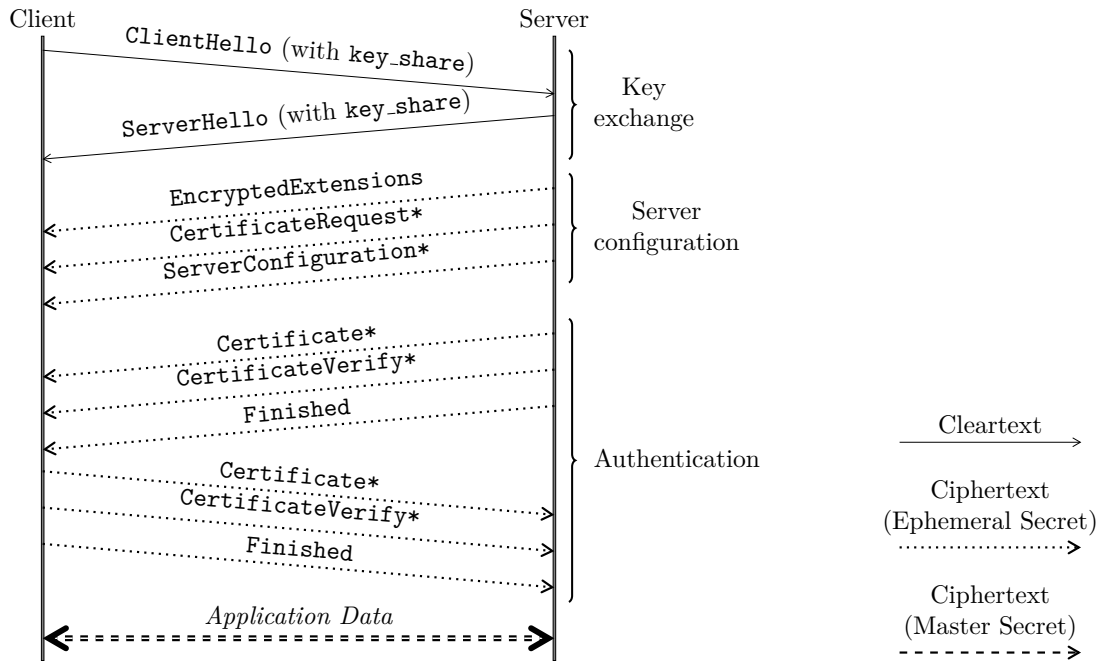 Client
Server
ClientHello (with key_share)
ServerHello (with key_share)
Key
exchange
EncryptedExtensions
CertificateRequest*
ServerConfiguration*
Server
configuration
Certificate*
CertificateVerify*
Finished
Certificate*
CertificateVerify*
Finished
Authentication
Application Data
Cleartext
Ciphertext
(Ephemeral Secret)
Ciphertext
(Master Secret)